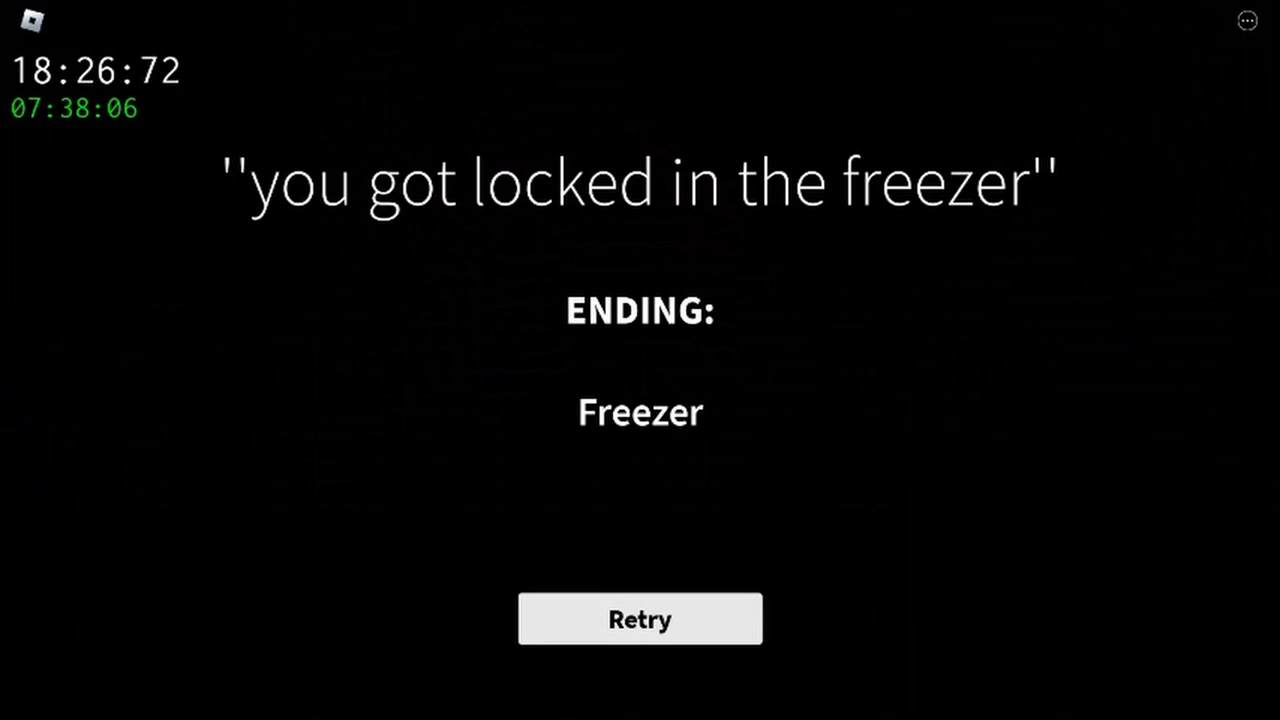 18:26:72
07:38:06
''you got locked in the freezer''
ENDING:
Freezer
Retry